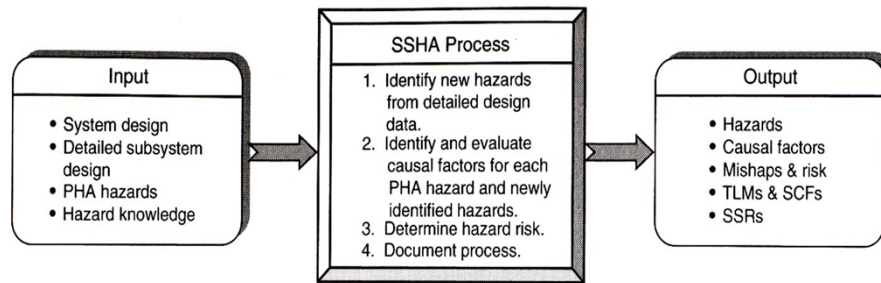 Input
• System design
• Detailed subsystem
design
• PHA hazards
• Hazard knowledge
SSHA Process
1. Identify new hazards
from detailed design
data.
2. Identify and evaluate
causal factors for each
PHA hazard and newly
identified hazards.
3. Determine hazard risk.
4. Document process.
Output
• Hazards
• Causal factors
• Mishaps & risk
• TLMs & SCFs
• SSRs